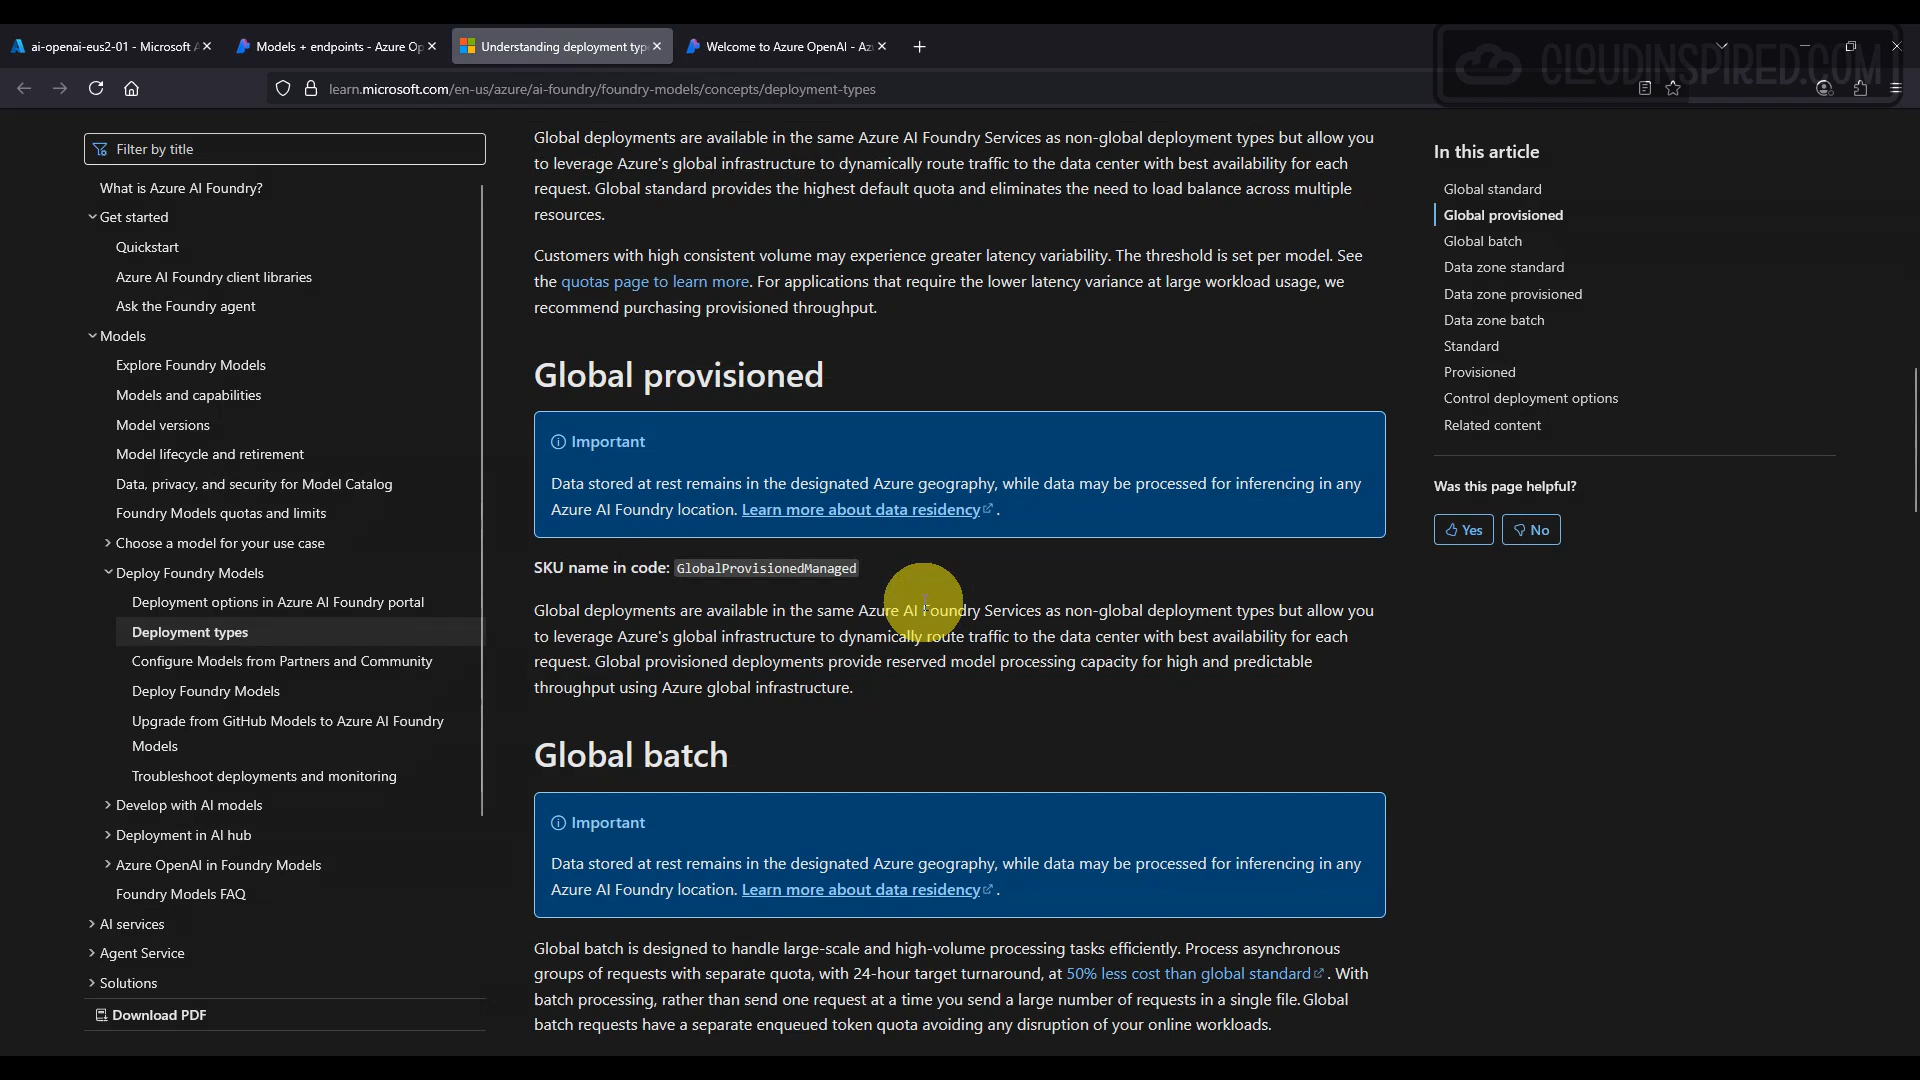 ai-openai-eus2-01 - Microsoft A
Models + endpoints - Azure Op
Understanding deployment typ
Welcome to Azure OpenAI - Az
CLOUDINSPIRED.COM
learn.microsoft.com/en-us/azure/ai-foundry/foundry-models/concepts/deployment-types
Filter by title
What is Azure AI Foundry?
Get started
Quickstart
Azure AI Foundry client libraries
Ask the Foundry agent
Models
Explore Foundry Models
Models and capabilities
Model versions
Model lifecycle and retirement
Data, privacy, and security for Model Catalog
Foundry Models quotas and limits
Choose a model for your use case
Deploy Foundry Models
Deployment options in Azure AI Foundry portal
Deployment types
Configure Models from Partners and Community
Deploy Foundry Models
Upgrade from GitHub Models to Azure AI Foundry
Models
Troubleshoot deployments and monitoring
Develop with AI models
Deployment in AI hub
Azure OpenAI in Foundry Models
Foundry Models FAQ
AI services
Agent Service
Solutions
Download PDF
Global deployments are available in the same Azure AI Foundry Services as non-global deployment types but allow you
to leverage Azure's global infrastructure to dynamically route traffic to the data center with best availability for each
request. Global standard provides the highest default quota and eliminates the need to load balance across multiple
resources.
Customers with high consistent volume may experience greater latency variability. The threshold is set per model. See
the quotas page to learn more. For applications that require the lower latency variance at large workload usage, we
recommend purchasing provisioned throughput.
Global provisioned
Important
Data stored at rest remains in the designated Azure geography, while data may be processed for inferencing in any
Azure AI Foundry location. Learn more about data residency .
SKU name in code: GlobalProvisionedManaged
Global deployments are available in the same Azure AI Foundry Services as non-global deployment types but allow you
to leverage Azure's global infrastructure to dynamically route traffic to the data center with best availability for each
request. Global provisioned deployments provide reserved model processing capacity for high and predictable
throughput using Azure global infrastructure.
Global batch
Important
Data stored at rest remains in the designated Azure geography, while data may be processed for inferencing in any
Azure AI Foundry location. Learn more about data residency .
Global batch is designed to handle large-scale and high-volume processing tasks efficiently. Process asynchronous
groups of requests with separate quota, with 24-hour target turnaround, at 50% less cost than global standard . With
batch processing, rather than send one request at a time you send a large number of requests in a single file. Global
batch requests have a separate enqueued token quota avoiding any disruption of your online workloads.
In this article
Global standard
Global provisioned
Global batch
Data zone standard
Data zone provisioned
Data zone batch
Standard
Provisioned
Control deployment options
Related content
Was this page helpful?
Yes
No